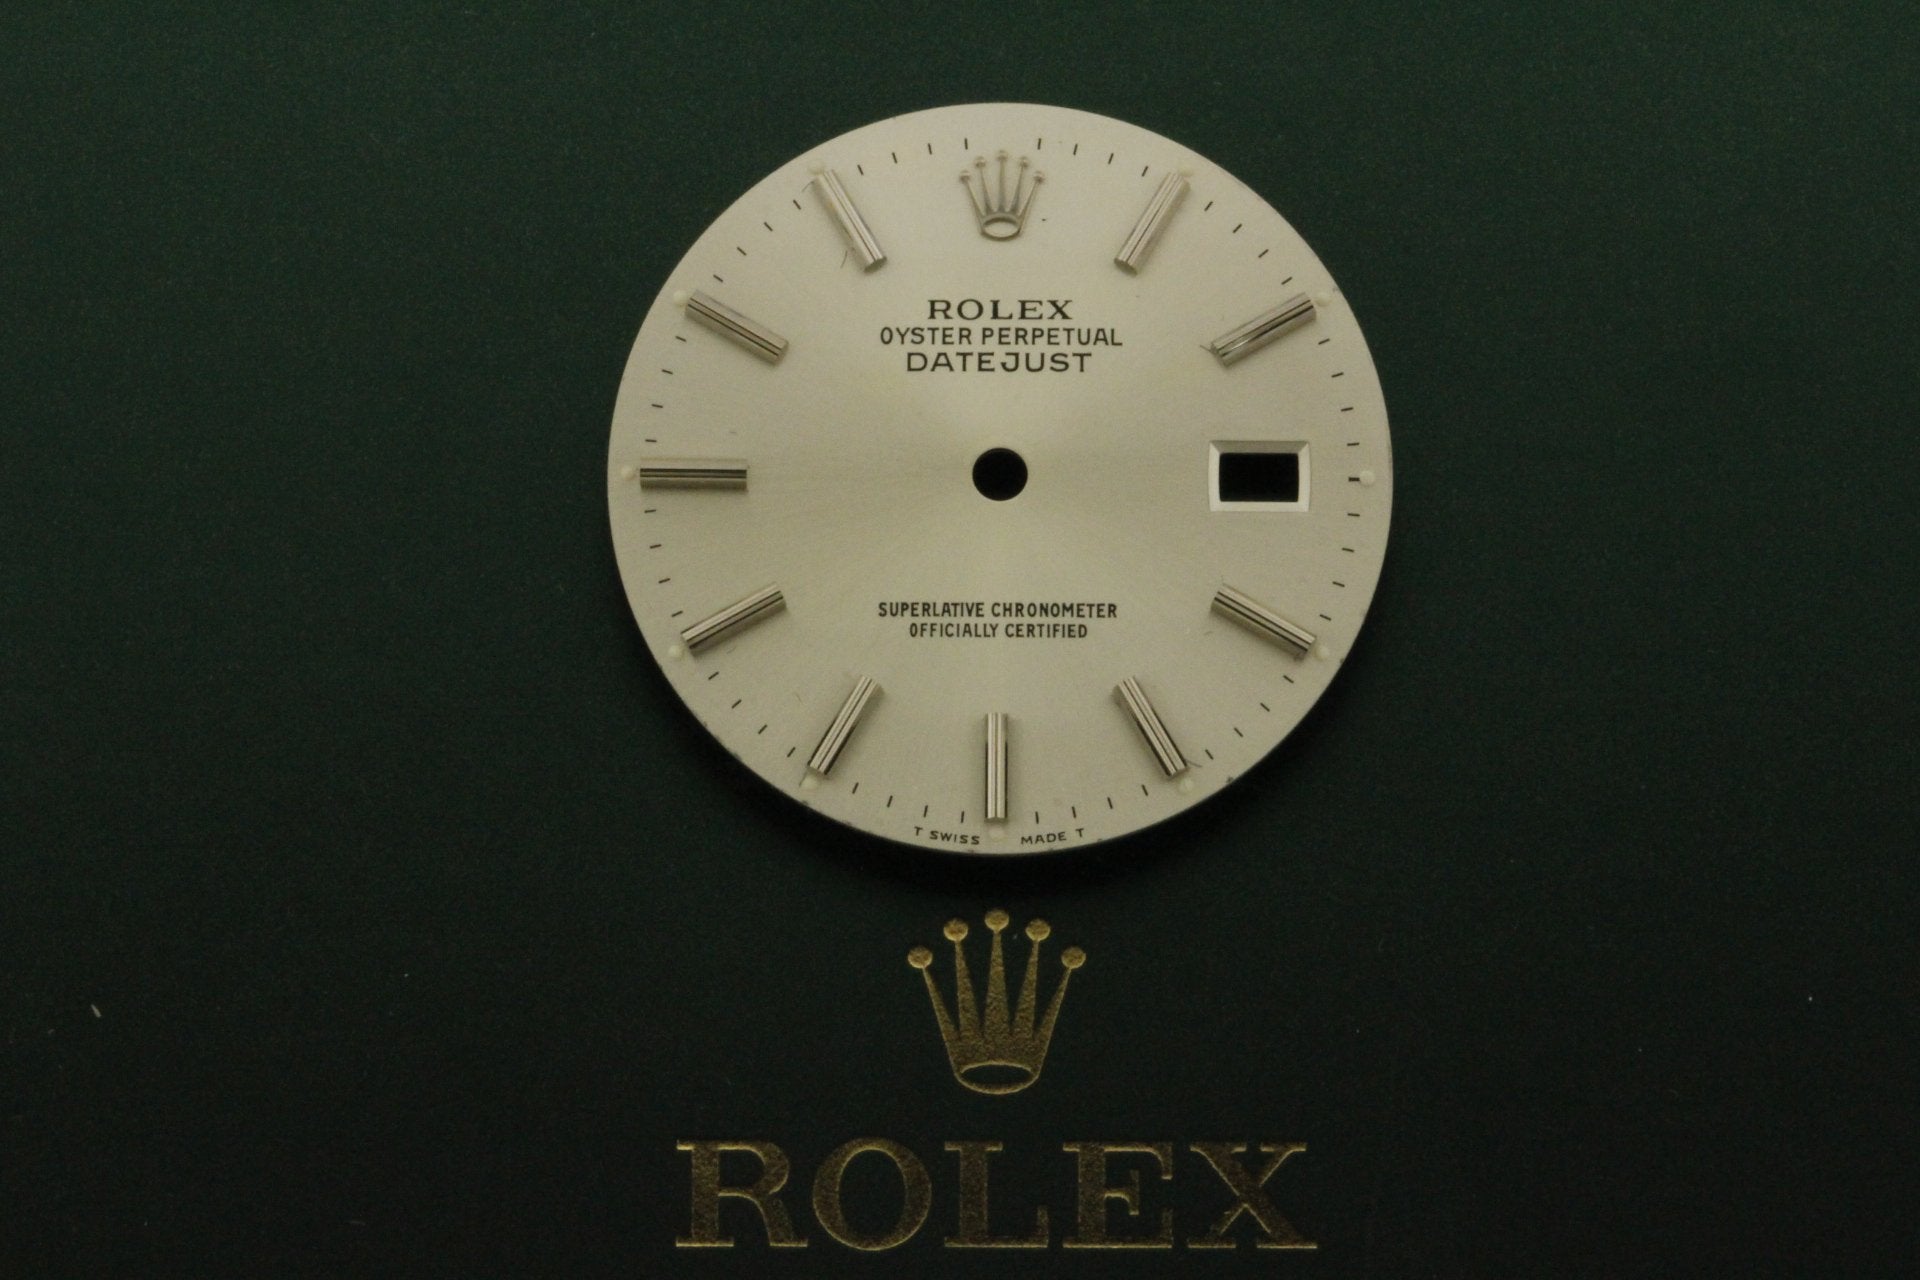 ROLEX
OYSTER PERPETUAL
DATEJUST
SUPERLATIVE CHRONOMETER
OFFICIALLY CERTIFIED
T SWISS MADE T
ROLEX